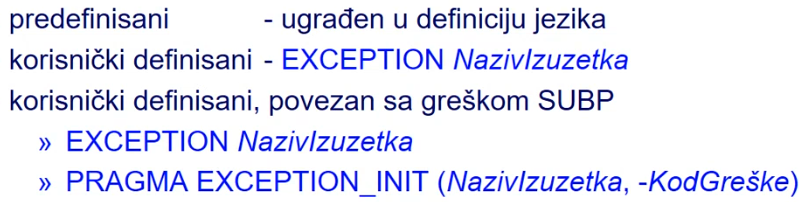 predefinisani - ugrađen u definiciju jezika
korisnički definisani - EXCEPTION NazivIzuzetka
korisnički definisani, povezan sa greškom SUBP
» EXCEPTION NazivIzuzetka
» PRAGMA EXCEPTION_INIT (NazivIzuzetka, -KodGreške)